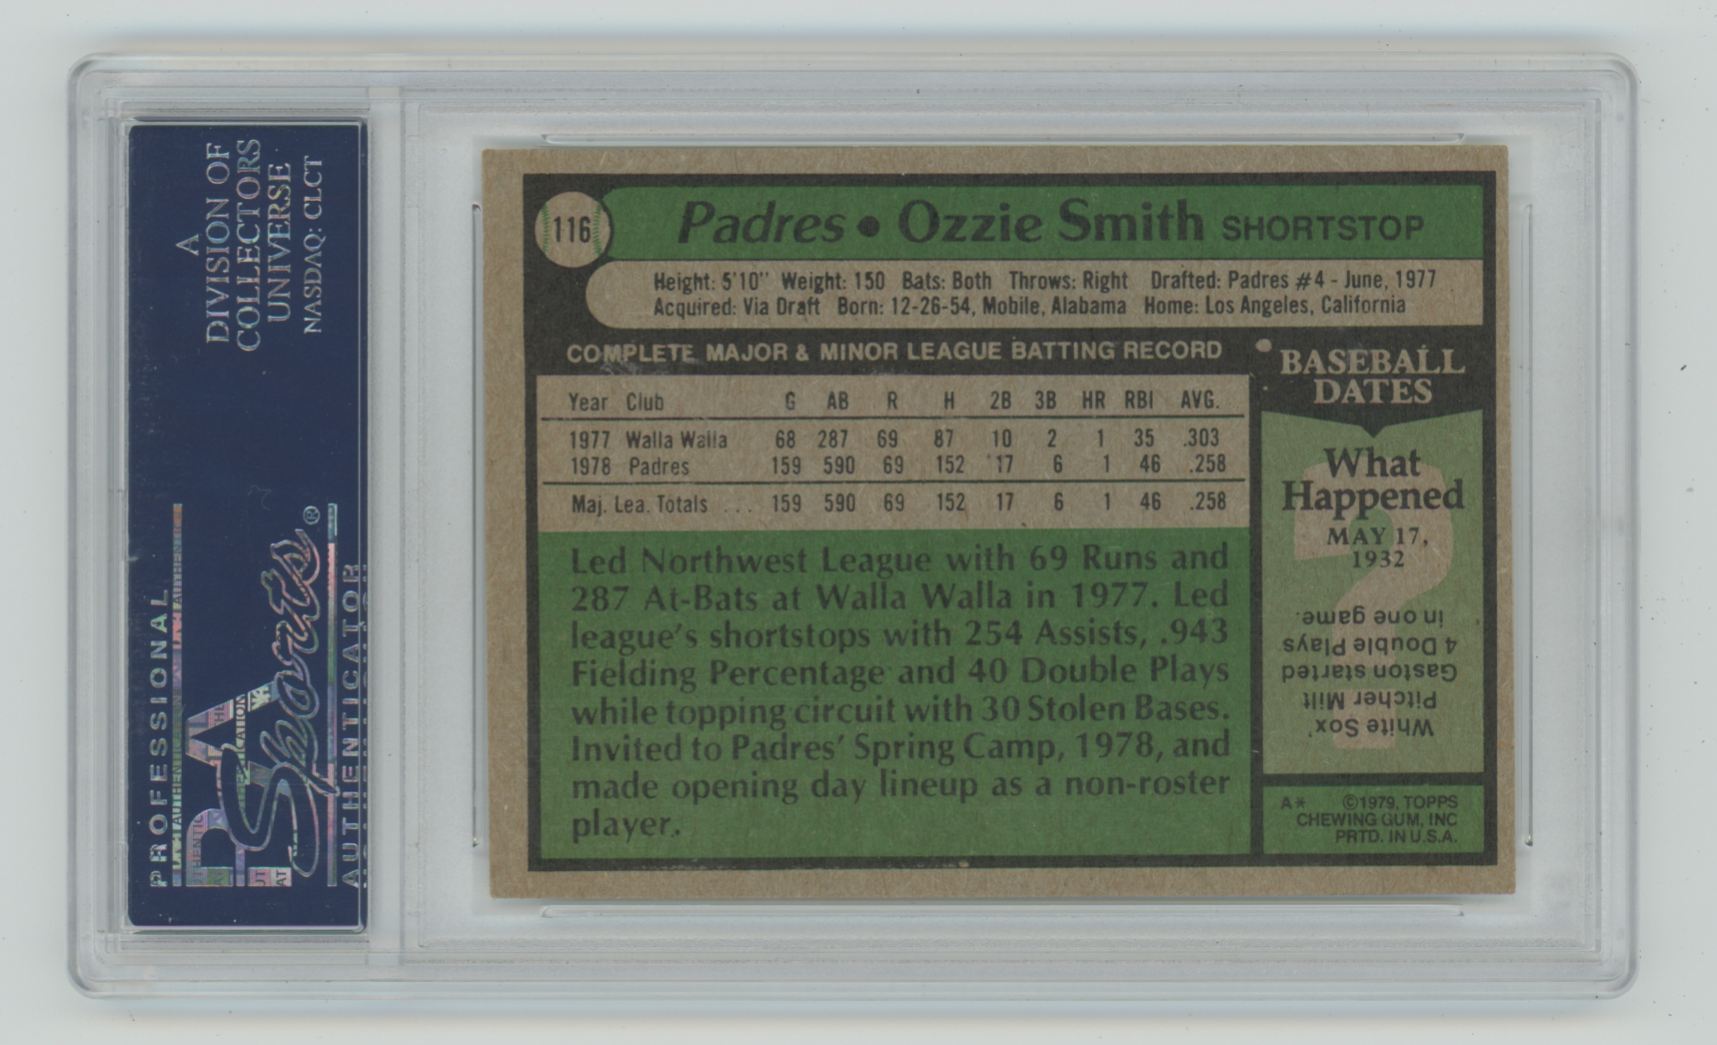 A
DIVISION OF
COLLECTORS
UNIVERSE
NASDAQ: CLCT
PROFESSIONAL
PSA
Sports®
AUTHENTICATOR
116
Padres • Ozzie Smith SHORTSTOP
Height: 5'10" Weight: 150 Bats: Both Throws: Right Drafted: Padres #4 - June, 1977
Acquired: Via Draft Born: 12-26-54, Mobile, Alabama Home: Los Angeles, California
COMPLETE MAJOR & MINOR LEAGUE BATTING RECORD
Year Club G AB R H 2B 3B HR RBI AVG.
1977 Walla Walla 68 287 69 87 10 2 1 35 .303
1978 Padres 159 590 69 152 17 6 1 46 .258
Maj. Lea. Totals ... 159 590 69 152 17 6 1 46 .258
Led Northwest League with 69 Runs and
287 At-Bats at Walla Walla in 1977. Led
league's shortstops with 254 Assists, .943
Fielding Percentage and 40 Double Plays
while topping circuit with 30 Stolen Bases.
Invited to Padres' Spring Camp, 1978, and
made opening day lineup as a non-roster
player.
BASEBALL
DATES
What
Happened
MAY 17,
1932
?
White Sox'
Pitcher Milt
Gaston started
4 Double Plays
in one game.
A* ©1979, TOPPS
CHEWING GUM, INC
PRTD. IN U.S.A.